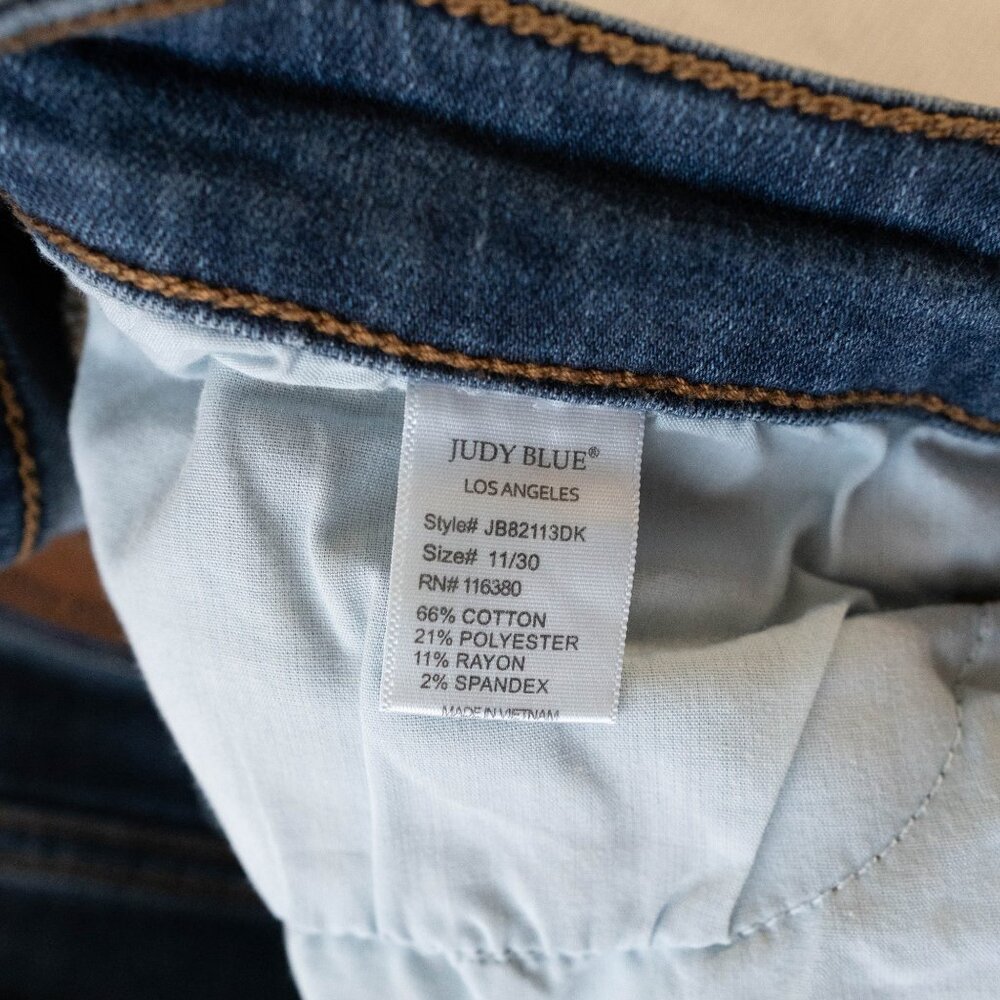 JUDY BLUE®
LOS ANGELES
Style# JB82113DK
Size# 11/30
RN# 116380
66% COTTON
21% POLYESTER
11% RAYON
2% SPANDEX
MADE IN VIETNAM